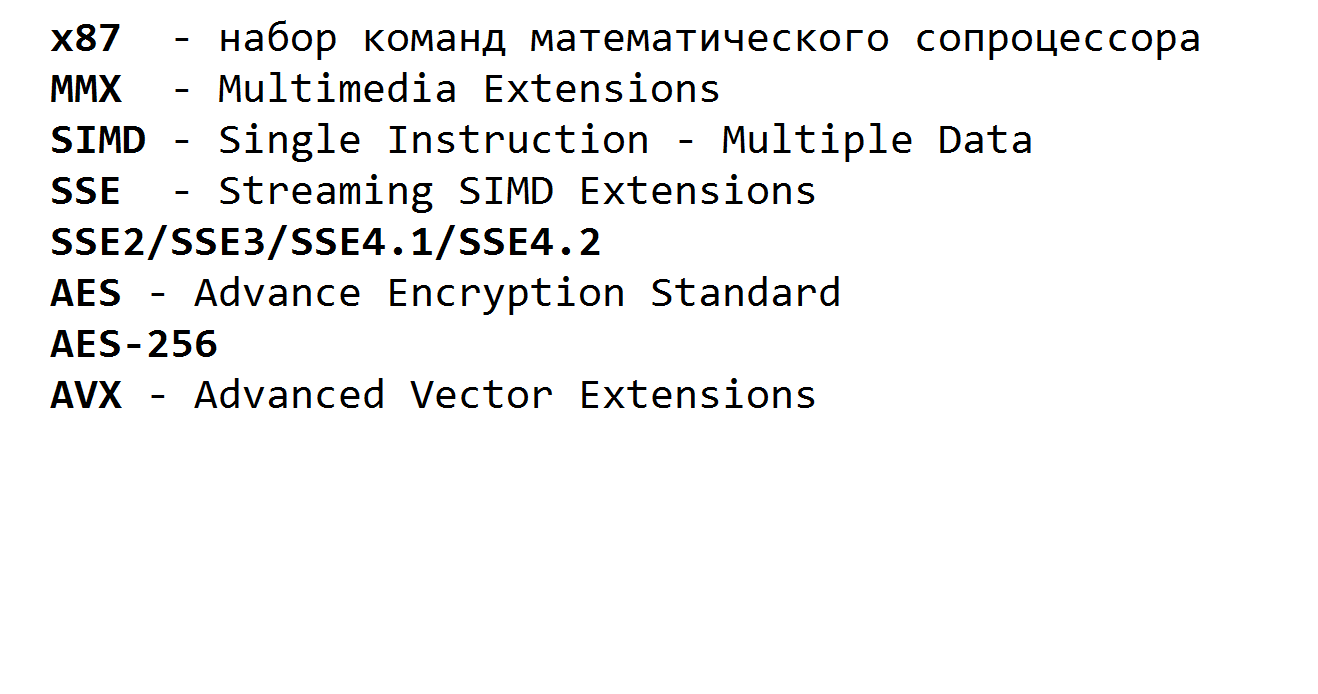 x87 - набор команд математического сопроцессора
MMX - Multimedia Extensions
SIMD - Single Instruction - Multiple Data
SSE - Streaming SIMD Extensions
SSE2/SSE3/SSE4.1/SSE4.2
AES - Advance Encryption Standard
AES-256
AVX - Advanced Vector Extensions